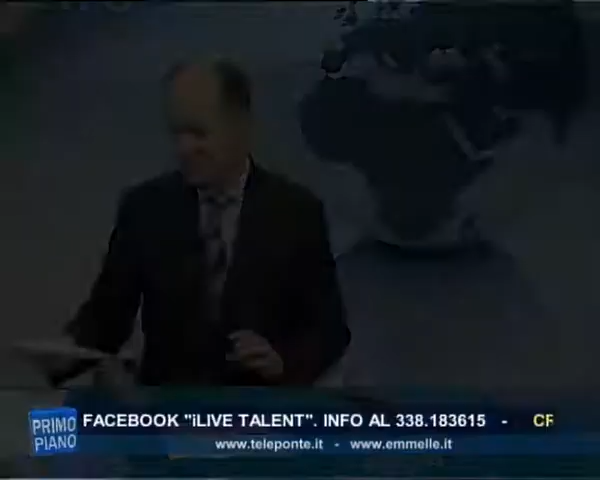 FACEBOOK "iLIVE TALENT". INFO AL 338.183615 -
PRIMO
PIANO
www.teleponte.it - www.emmelle.it